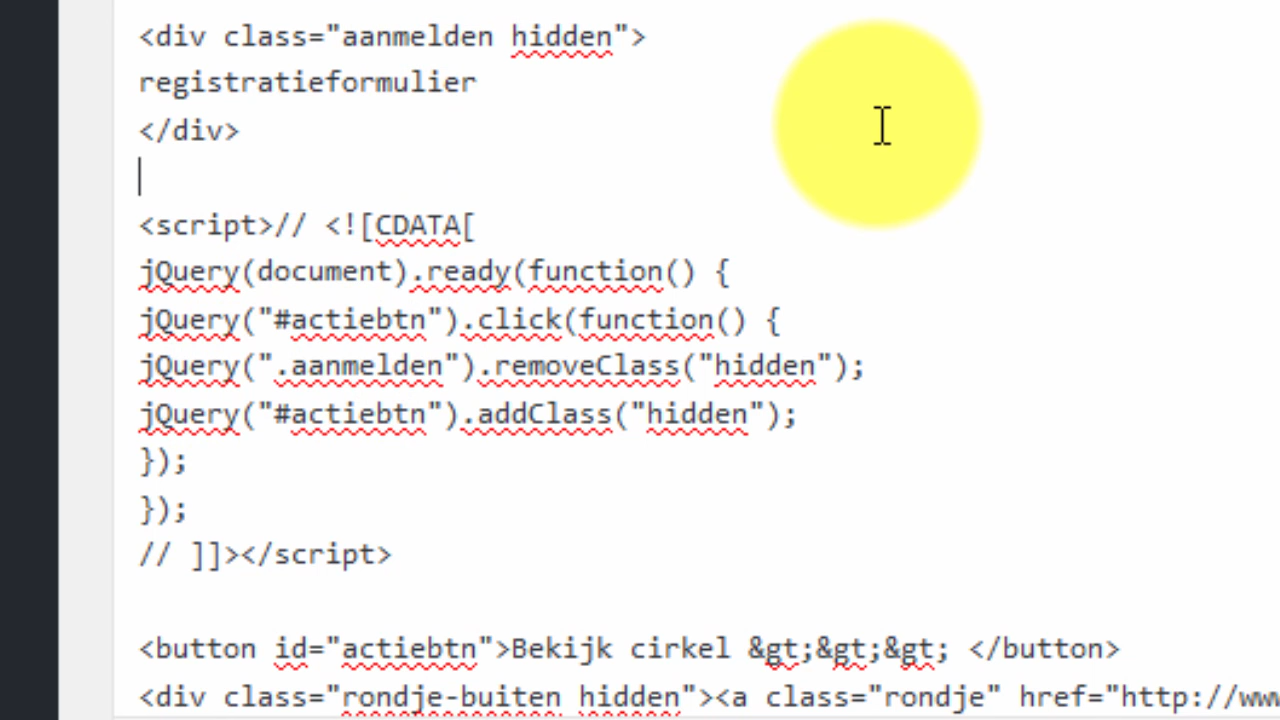 <div class="aanmelden hidden">
registratieformulier
</div>
<script>// <![CDATA[
jQuery(document).ready(function() {
jQuery("#actiebtn").click(function() {
jQuery(".aanmelden").removeClass("hidden");
jQuery("#actiebtn").addClass("hidden");
});
});
// ]]></script>
<button id="actiebtn">Bekijk cirkel &gt;&gt;&gt; </button>
<div class="rondje-buiten hidden"><a class="rondje" href="http://www